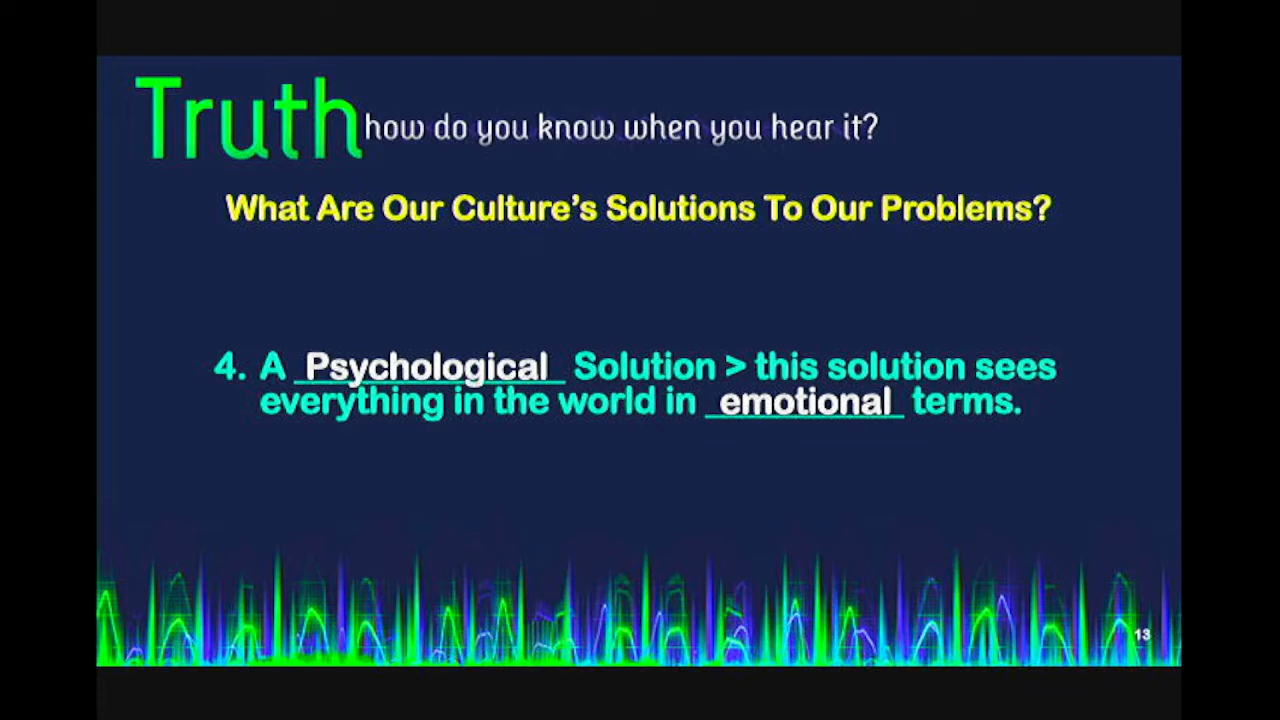 Truth how do you know when you hear it?
What Are Our Culture's Solutions To Our Problems?
4. A Psychological Solution > this solution sees
everything in the world in emotional terms.
13